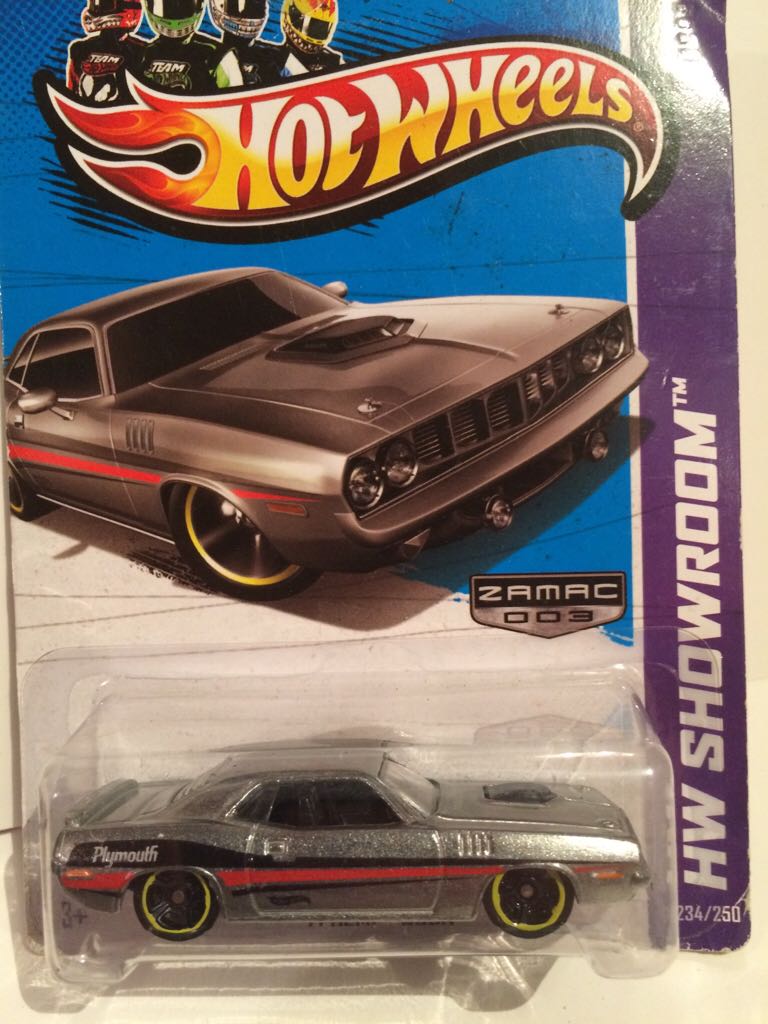 TEAM
TEAM
HOT WHEELS
®
ZAMAC
003
HW SHOWROOM™
Plymouth
3+
234/250